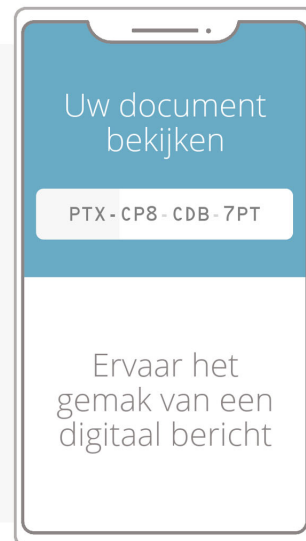 Uw document
bekijken
PTX-CP8-CDB-7PT
Ervaar het
gemak van een
digitaal bericht